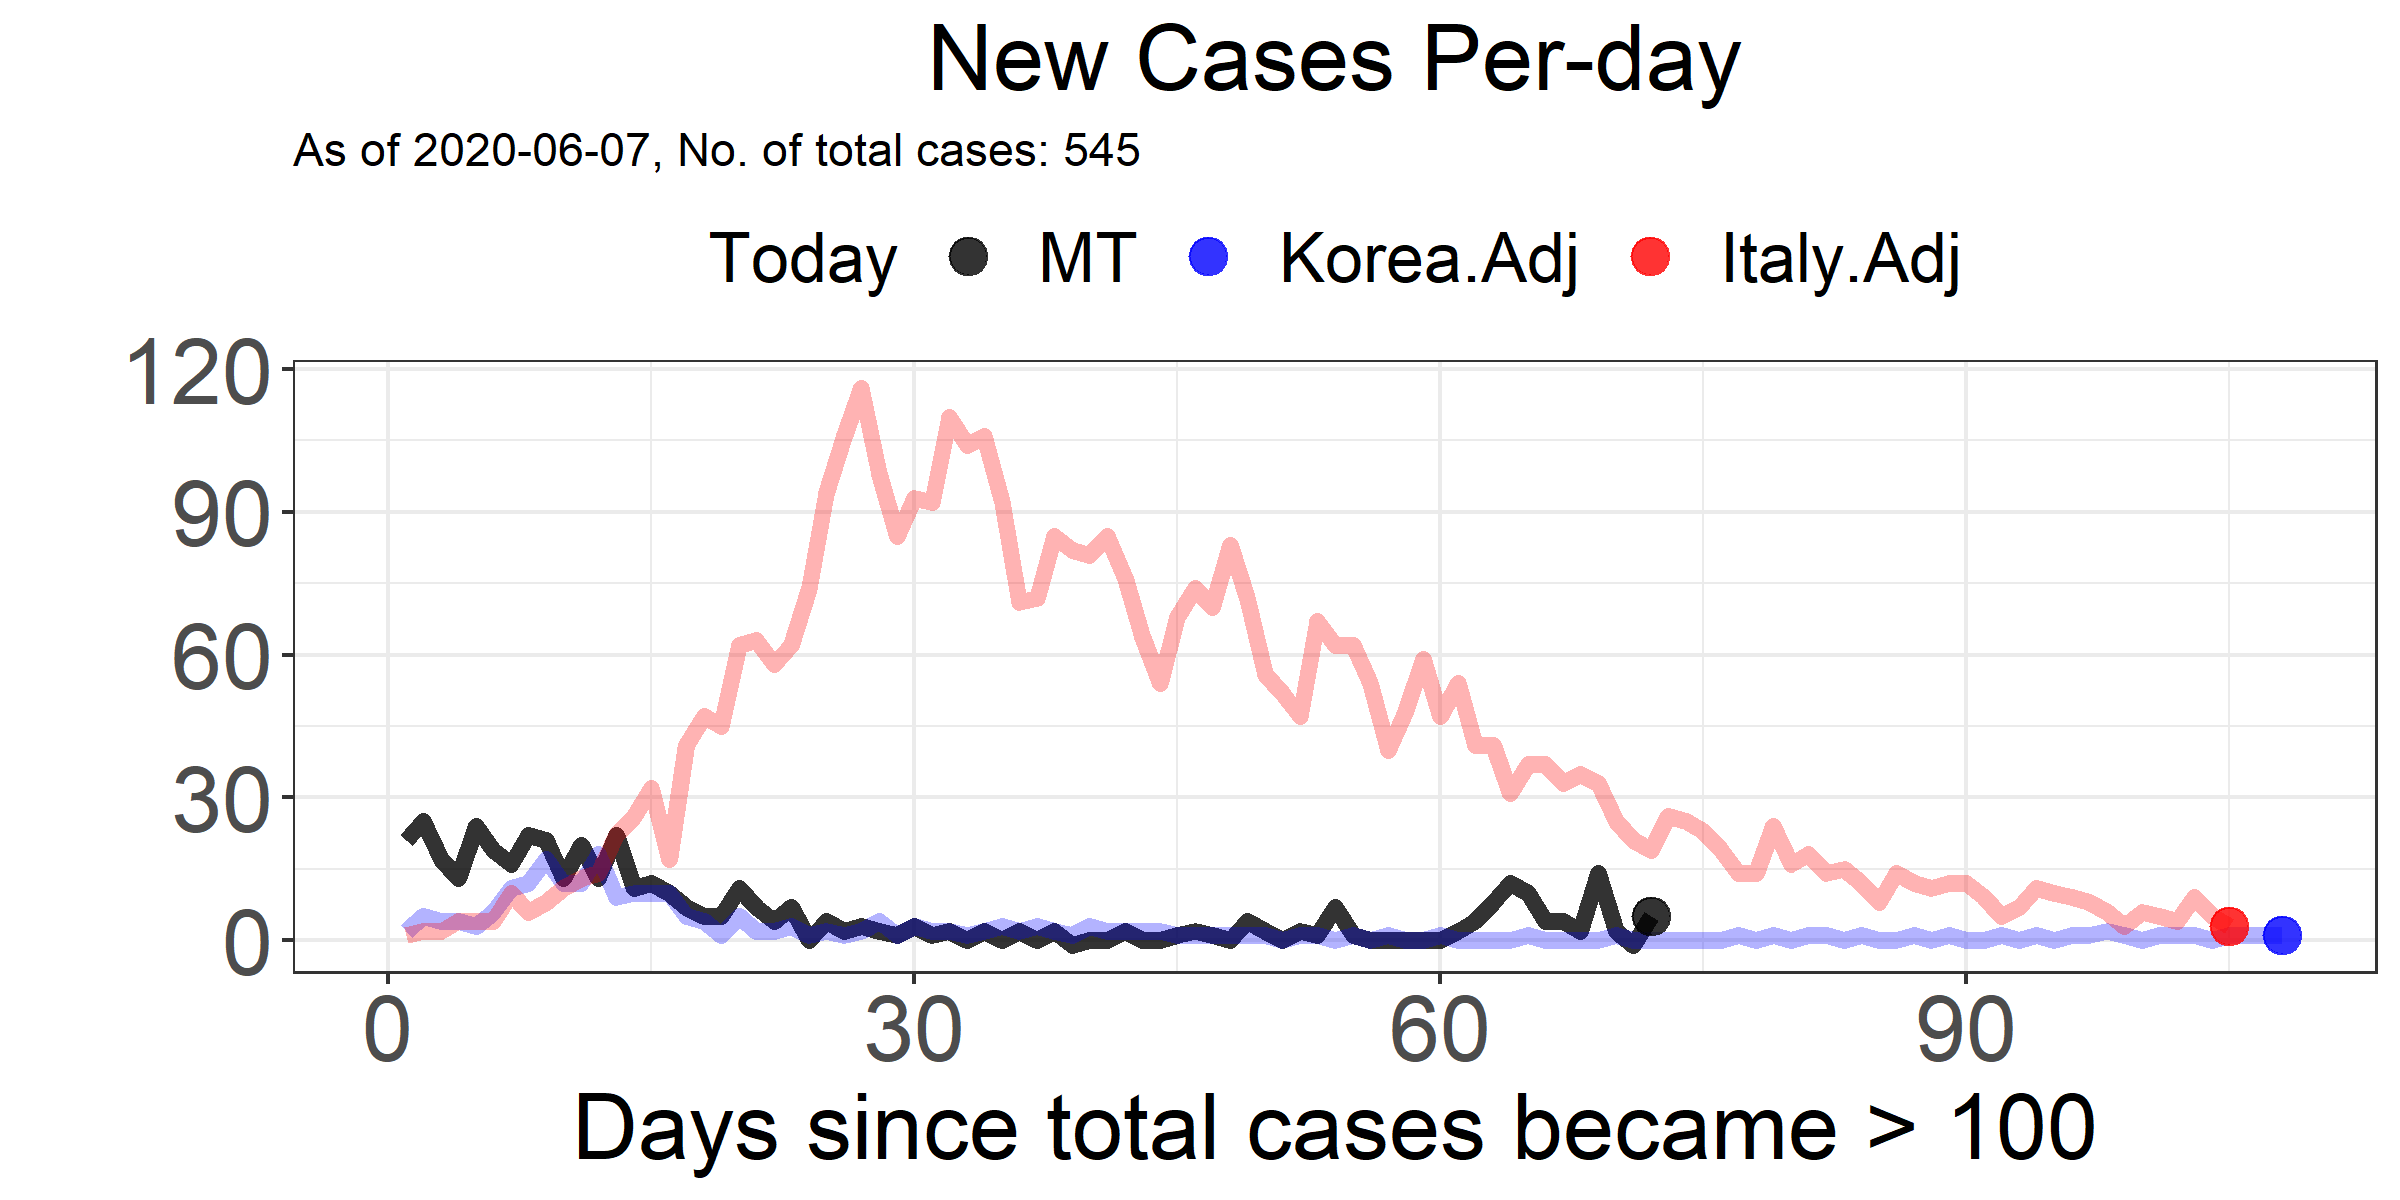 New Cases Per-day
As of 2020-06-07, No. of total cases: 545
Today MT Korea.Adj Italy.Adj
120
90
60
30
0
0 30 60 90
Days since total cases became > 100